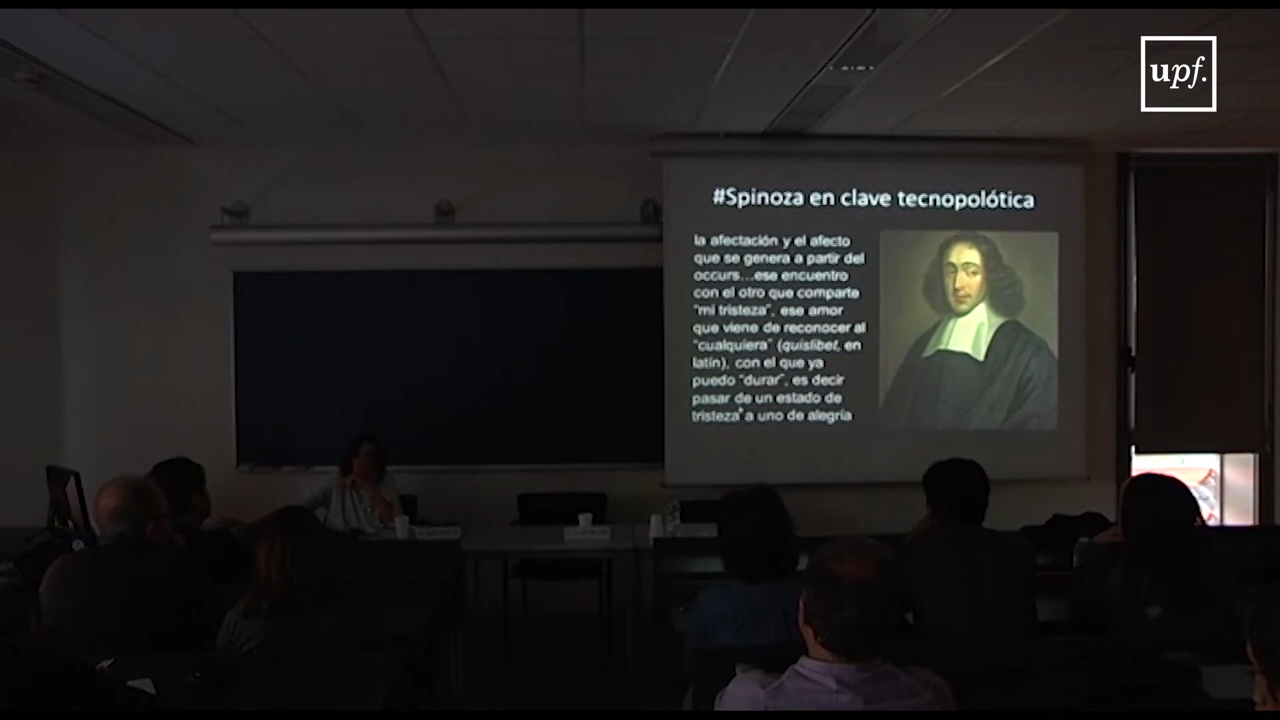 upf.
#Spinoza en clave tecnopolótica
la afectación y el afecto
que se genera a partir del
occurs...ese encuentro
con el otro que comparte
"mi tristeza", ese amor
que viene de reconocer al
"cualquiera" (quislibet, en
latín), con el que ya
puedo "durar", es decir
pasar de un estado de
tristeza a uno de alegría